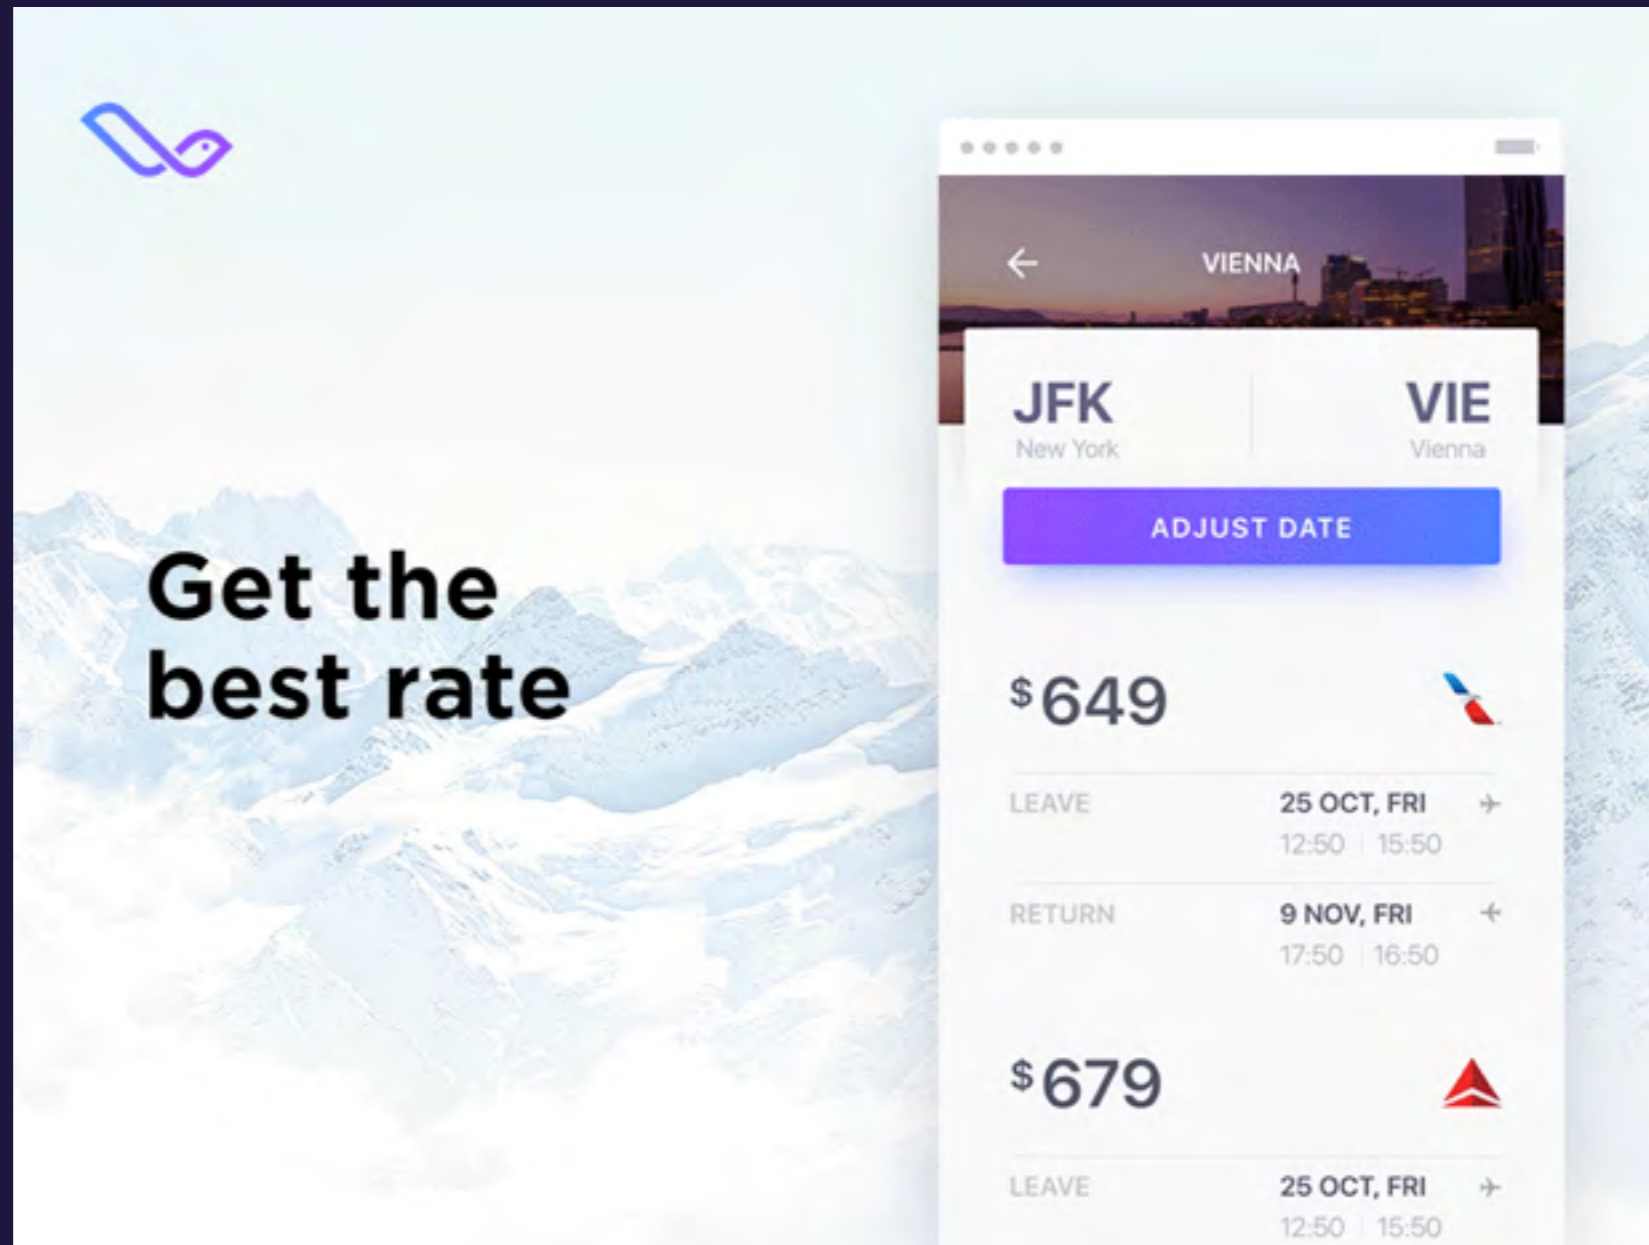 Get the
best rate
VIENNA
JFK VIE
New York Vienna
ADJUST DATE
$649
LEAVE 25 OCT, FRI
12:50 | 15:50
RETURN 9 NOV, FRI
17:50 | 16:50
$679
LEAVE 25 OCT, FRI
12:50 | 15:50